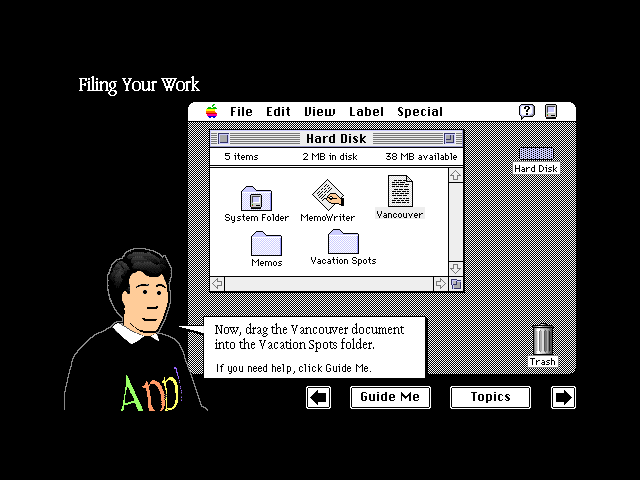 Filing Your Work
File Edit View Label Special
Hard Disk
5 items 2 MB in disk 38 MB available
Hard Disk
System Folder MemoWriter Vancouver
Memos Vacation Spots
Now, drag the Vancouver document
into the Vacation Spots folder.
If you need help, click Guide Me.
Trash
App
Guide Me Topics